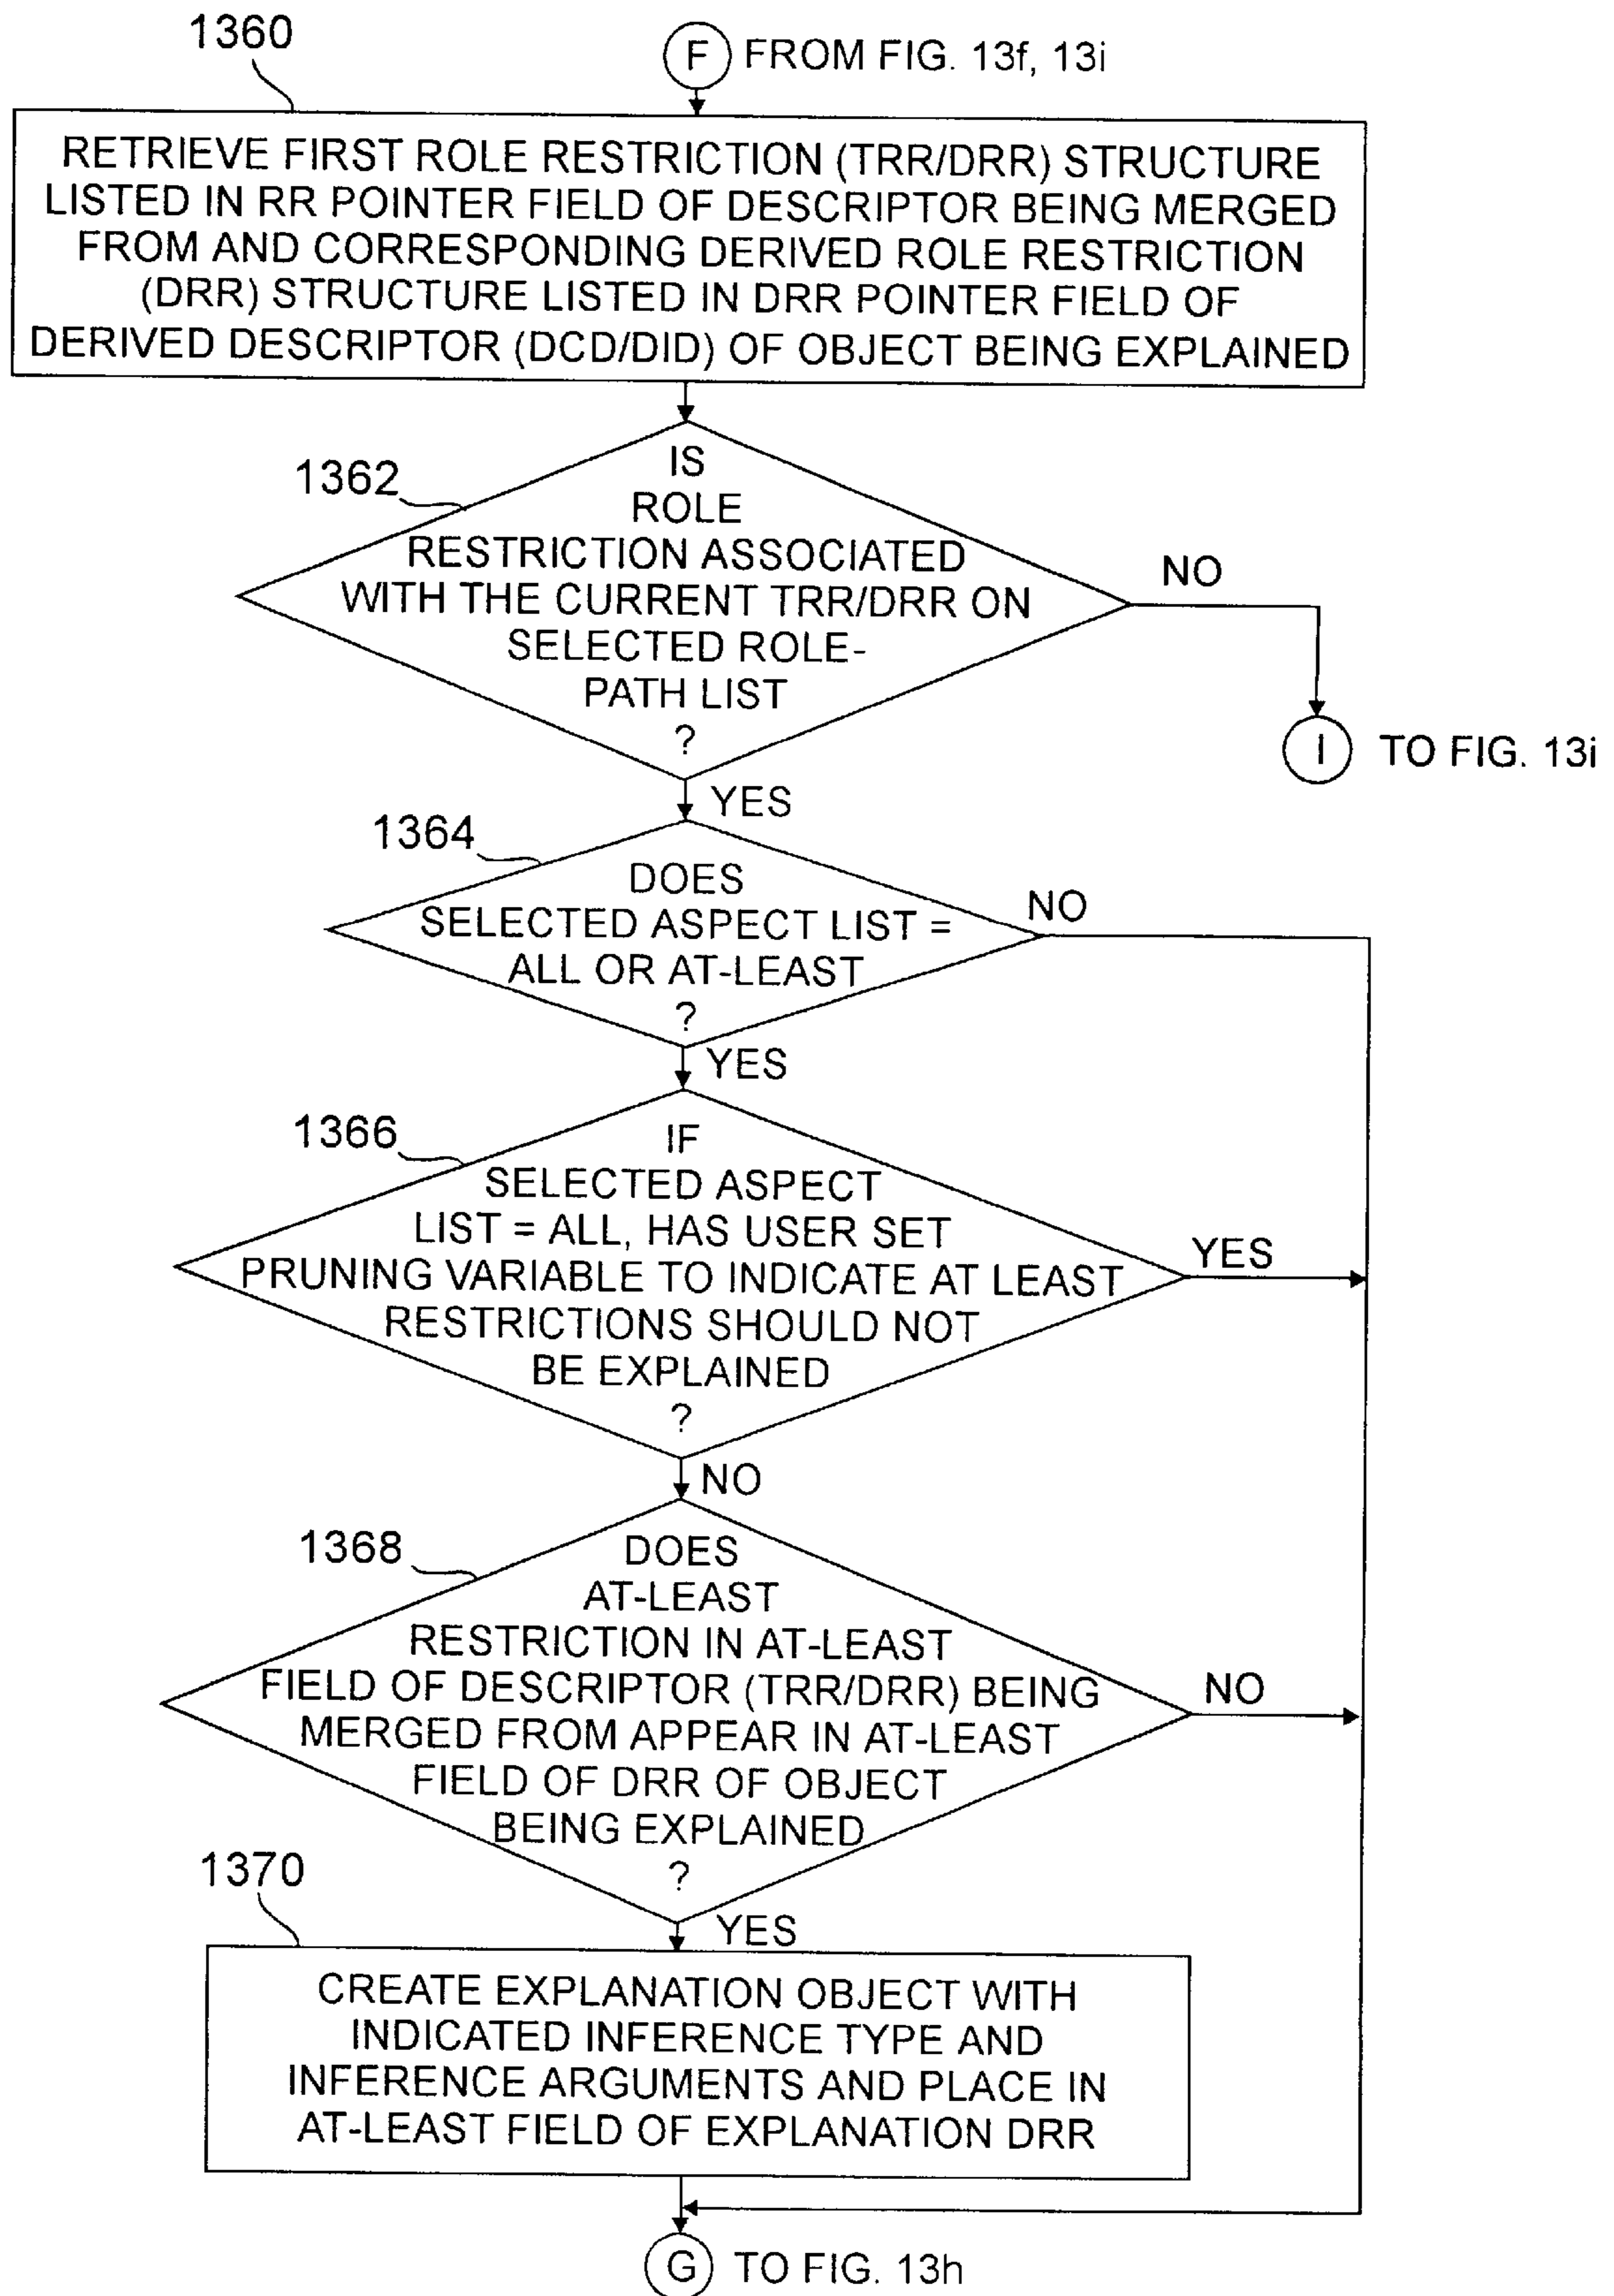 1360
F FROM FIG. 13f, 13i
RETRIEVE FIRST ROLE RESTRICTION (TRR/DRR) STRUCTURE
LISTED IN RR POINTER FIELD OF DESCRIPTOR BEING MERGED
FROM AND CORRESPONDING DERIVED ROLE RESTRICTION
(DRR) STRUCTURE LISTED IN DRR POINTER FIELD OF
DERIVED DESCRIPTOR (DCD/DID) OF OBJECT BEING EXPLAINED
1362
IS
ROLE
RESTRICTION ASSOCIATED
WITH THE CURRENT TRR/DRR ON
SELECTED ROLE-
PATH LIST
?
NO
I TO FIG. 13i
YES
1364
DOES
SELECTED ASPECT LIST =
ALL OR AT-LEAST
?
NO
YES
1366
IF
SELECTED ASPECT
LIST = ALL, HAS USER SET
PRUNING VARIABLE TO INDICATE AT LEAST
RESTRICTIONS SHOULD NOT
BE EXPLAINED
?
YES
NO
1368
DOES
AT-LEAST
RESTRICTION IN AT-LEAST
FIELD OF DESCRIPTOR (TRR/DRR) BEING
MERGED FROM APPEAR IN AT-LEAST
FIELD OF DRR OF OBJECT
BEING EXPLAINED
?
NO
YES
1370
CREATE EXPLANATION OBJECT WITH
INDICATED INFERENCE TYPE AND
INFERENCE ARGUMENTS AND PLACE IN
AT-LEAST FIELD OF EXPLANATION DRR
G TO FIG. 13h